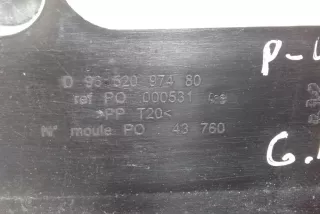 D 96 520 974 80
ref PO 000531
>PP T20<
N° moule PO : 43 760
P-
G.